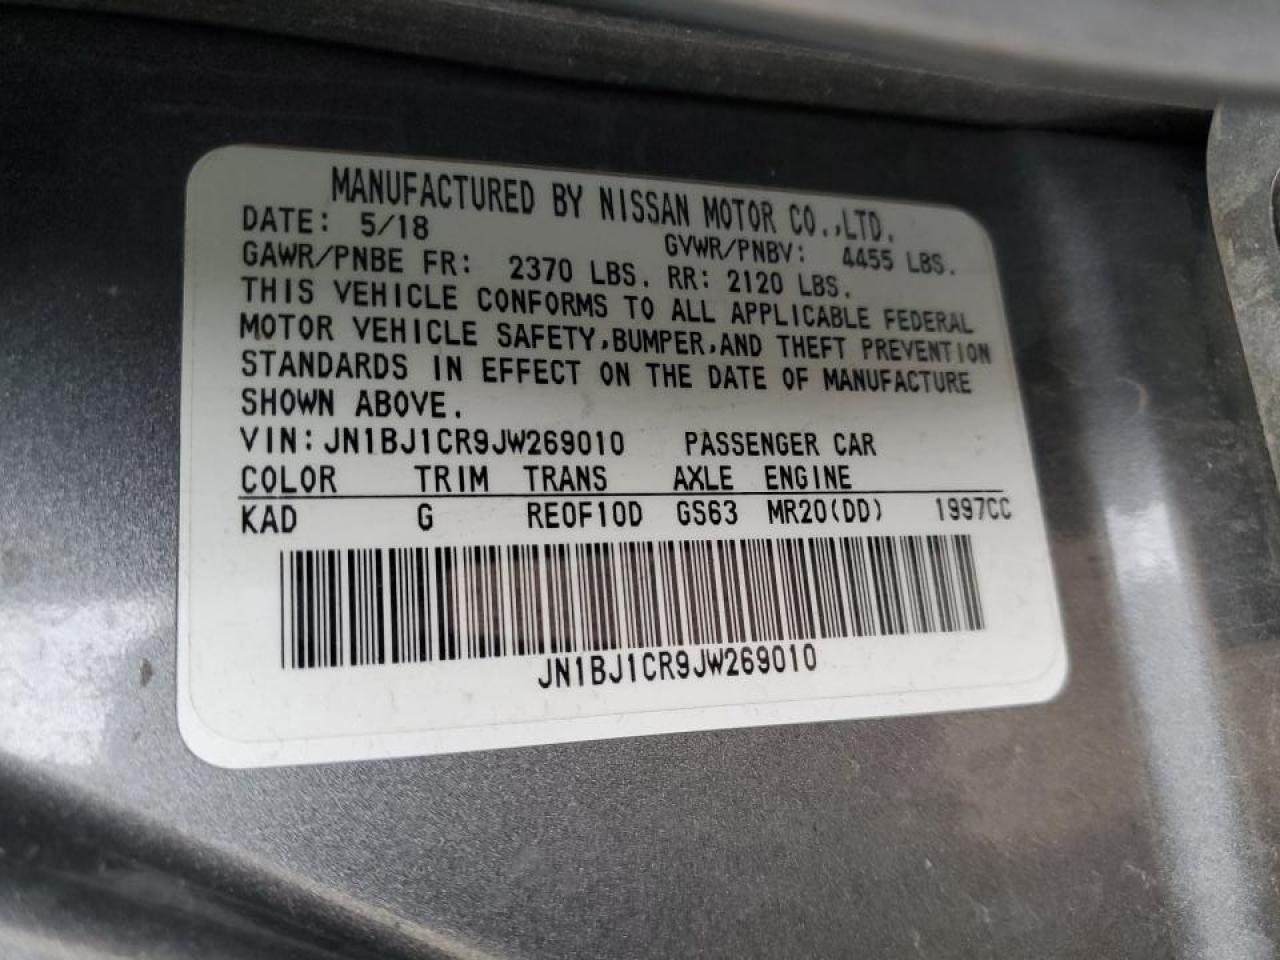 MANUFACTURED BY NISSAN MOTOR CO.,LTD.
DATE: 5/18 GVWR/PNBV: 4455 LBS.
GAWR/PNBE FR: 2370 LBS. RR: 2120 LBS.
THIS VEHICLE CONFORMS TO ALL APPLICABLE FEDERAL
MOTOR VEHICLE SAFETY,BUMPER,AND THEFT PREVENTION
STANDARDS IN EFFECT ON THE DATE OF MANUFACTURE
SHOWN ABOVE.
VIN:JN1BJ1CR9JW269010 PASSENGER CAR
COLOR TRIM TRANS AXLE ENGINE
KAD G RE0F10D GS63 MR20(DD) 1997CC
JN1BJ1CR9JW269010